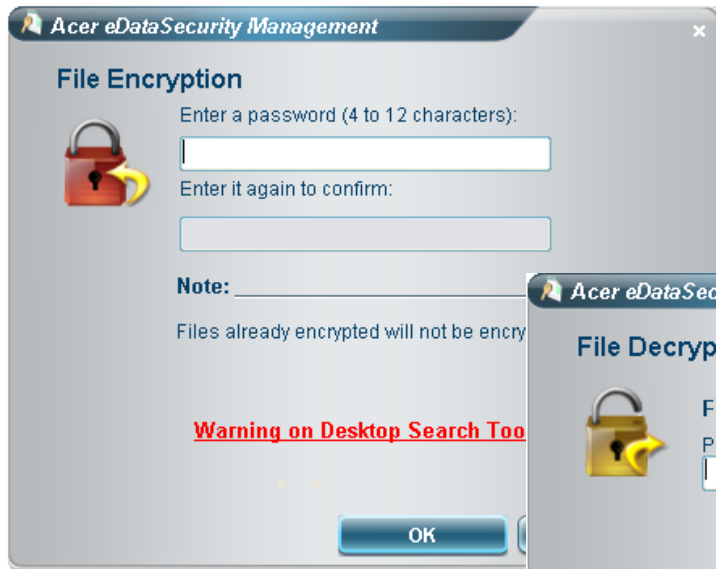 Acer eDataSecurity Management
File Encryption
Enter a password (4 to 12 characters):
Enter it again to confirm:
Note:
Files already encrypted will not be encry
Warning on Desktop Search Too
OK
Acer eDataSec
File Decryp
F
P